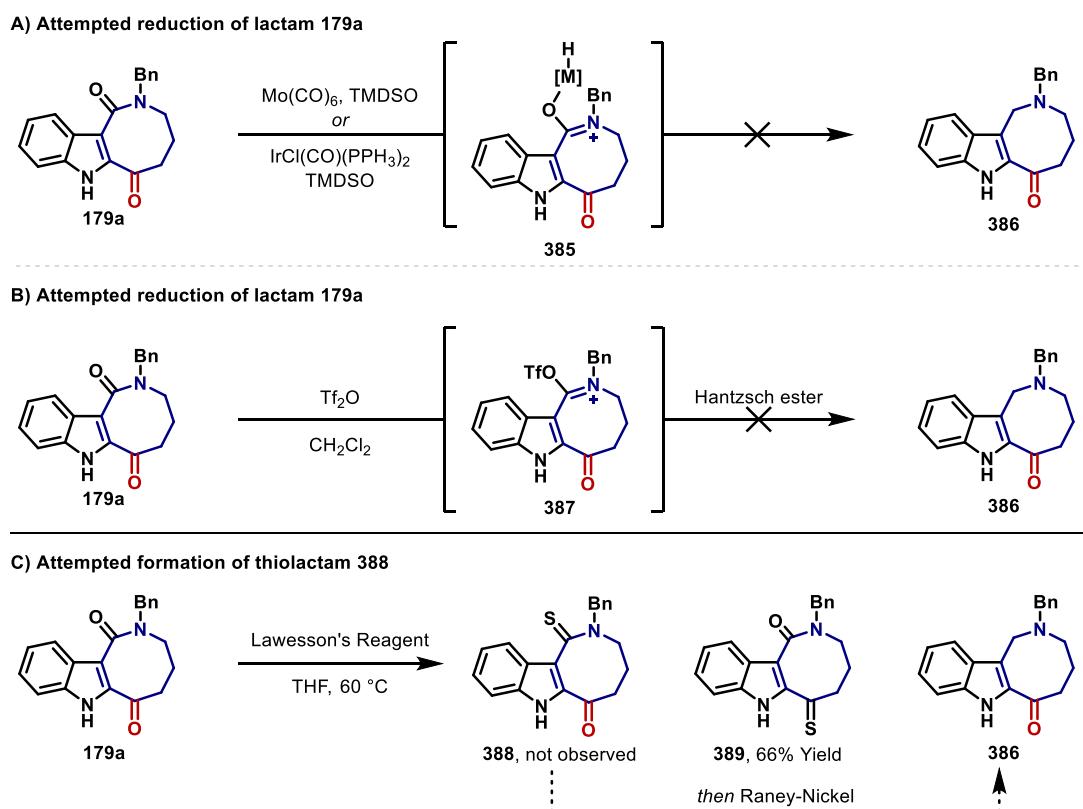 A) Attempted reduction of lactam 179a
O
Bn
N
N
H
O
179a
Mo(CO)6, TMDSO
or
IrCl(CO)(PPH3)2
TMDSO
H
[M]
O
Bn
N
+
N
H
O
385
Bn
N
N
H
O
386
B) Attempted reduction of lactam 179a
O
Bn
N
N
H
O
179a
Tf2O
CH2Cl2
TfO
Bn
N
+
N
H
O
387
Hantzsch ester
Bn
N
N
H
O
386
C) Attempted formation of thiolactam 388
O
Bn
N
N
H
O
179a
Lawesson's Reagent
THF, 60 °C
S
Bn
N
N
H
O
388, not observed
O
Bn
N
N
H
S
389, 66% Yield
Bn
N
N
H
O
386
then Raney-Nickel